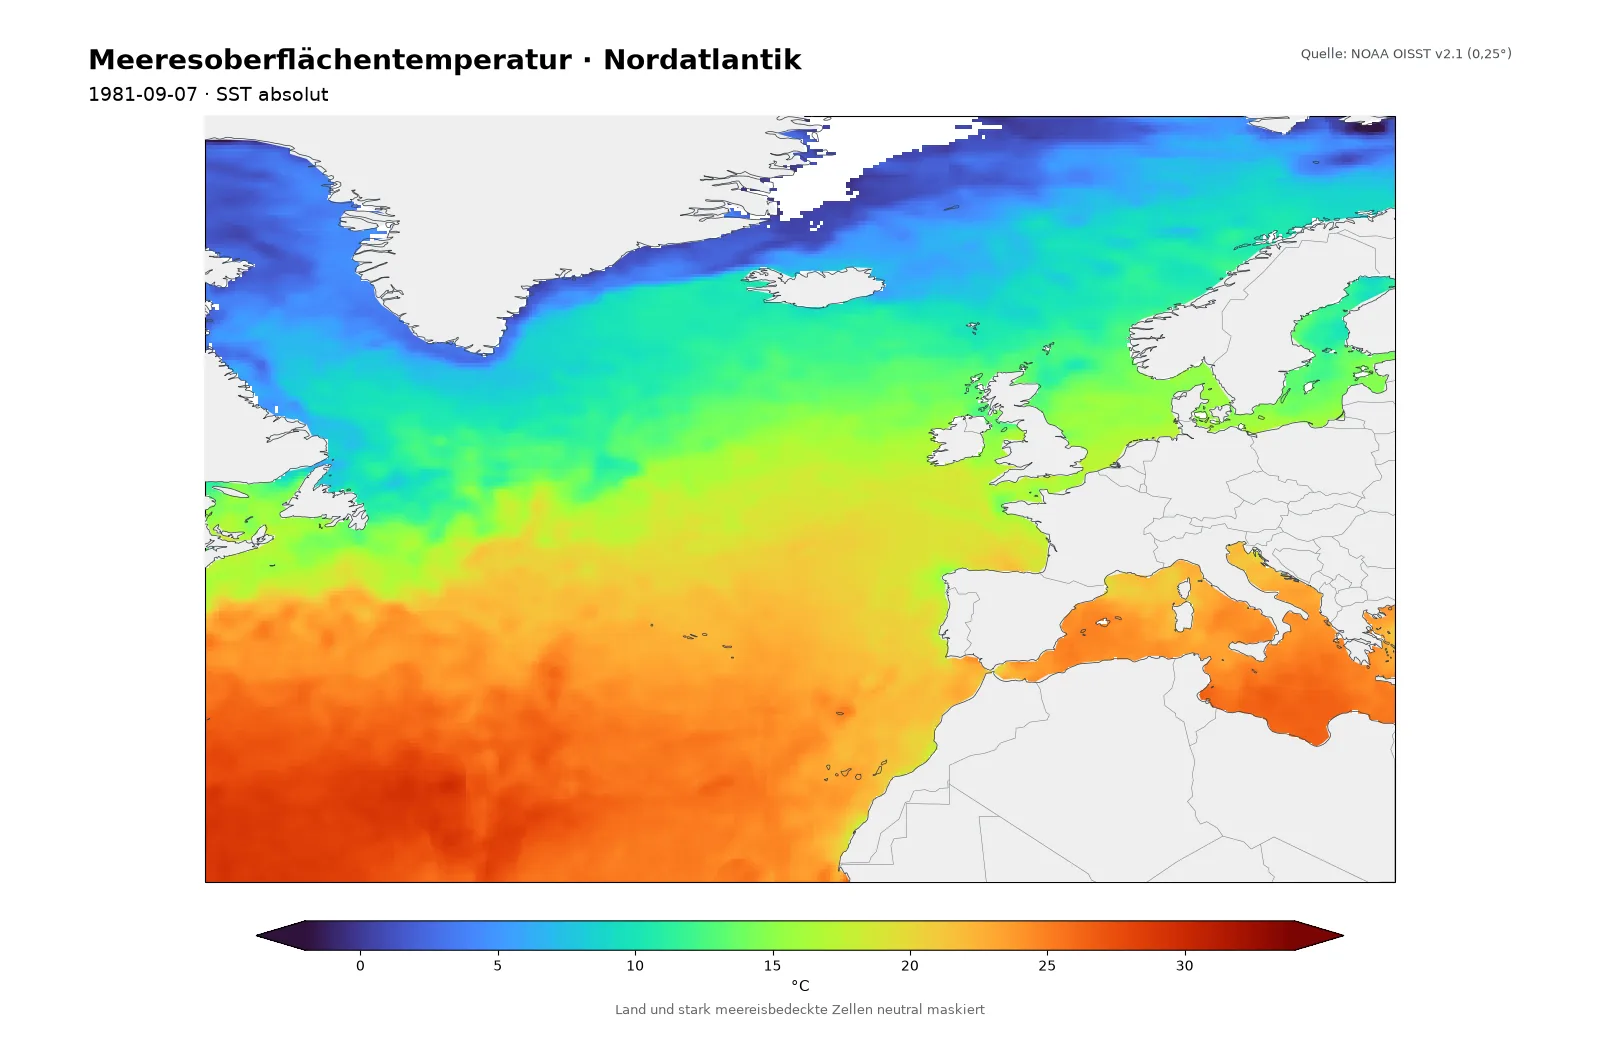 Meeresoberflächentemperatur · Nordatlantik
Quelle: NOAA OISST v2.1 (0,25°)
1981-09-07 · SST absolut
0 5 10 15 20 25 30
°C
Land und stark meereisbedeckte Zellen neutral maskiert